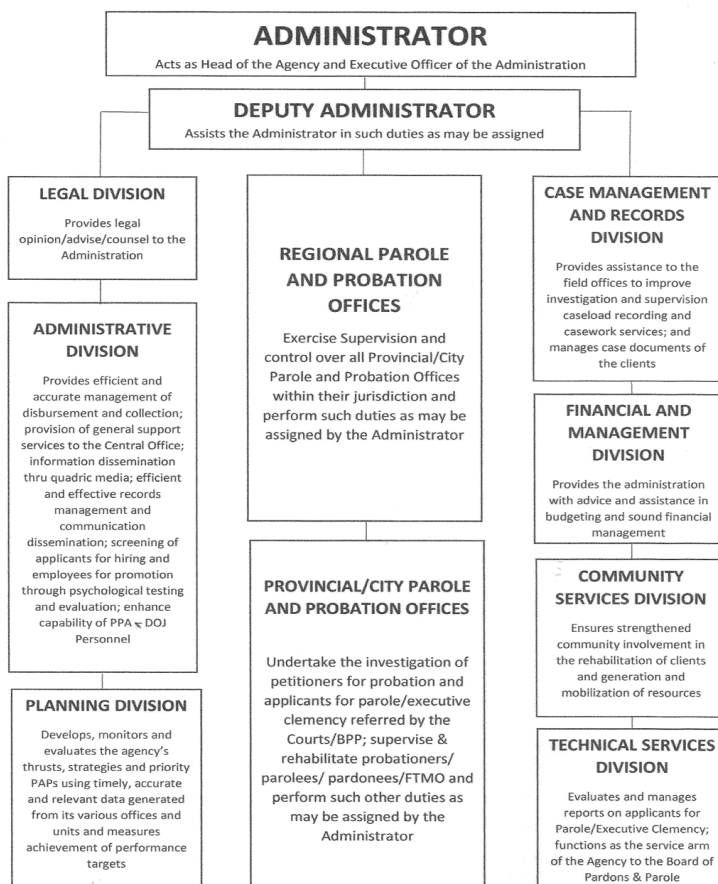 ADMINISTRATOR
Acts as Head of the Agency and Executive Officer of the Administration
DEPUTY ADMINISTRATOR
Assists the Administrator in such duties as may be assigned
LEGAL DIVISION
Provides legal
opinion/advise/counsel to the
Administration
ADMINISTRATIVE
DIVISION
Provides efficient and
accurate management of
disbursement and collection;
provision of general support
services to the Central Office;
information dissemination
thru quadric media; efficient
and effective records
management and
communication
dissemination; screening of
applicants for hiring and
employees for promotion
through psychological testing
and evaluation; enhance
capability of PPA - DOJ
Personnel
PLANNING DIVISION
Develops, monitors and
evaluates the agency's
thrusts, strategies and priority
PAPs using timely, accurate
and relevant data generated
from its various offices and
units and measures
achievement of performance
targets
REGIONAL PAROLE
AND PROBATION
OFFICES
Exercise Supervision and
control over all Provincial/City
Parole and Probation Offices
within their jurisdiction and
perform such duties as may be
assigned by the Administrator
PROVINCIAL/CITY PAROLE
AND PROBATION OFFICES
Undertake the investigation of
petitioners for probation and
applicants for parole/executive
clemency referred by the
Courts/BPP; supervise &
rehabilitate probationers/
parolees/ pardonees/FTMO and
perform such other duties as
may be assigned by the
Administrator
CASE MANAGEMENT
AND RECORDS
DIVISION
Provides assistance to the
field offices to improve
investigation and supervision
caseload recording and
casework services; and
manages case documents of
the clients
FINANCIAL AND
MANAGEMENT
DIVISION
Provides the administration
with advice and assistance in
budgeting and sound financial
management
COMMUNITY
SERVICES DIVISION
Ensures strengthened
community involvement in
the rehabilitation of clients
and generation and
mobilization of resources
TECHNICAL SERVICES
DIVISION
Evaluates and manages
reports on applicants for
Parole/Executive Clemency;
functions as the service arm
of the Agency to the Board of
Pardons & Parole